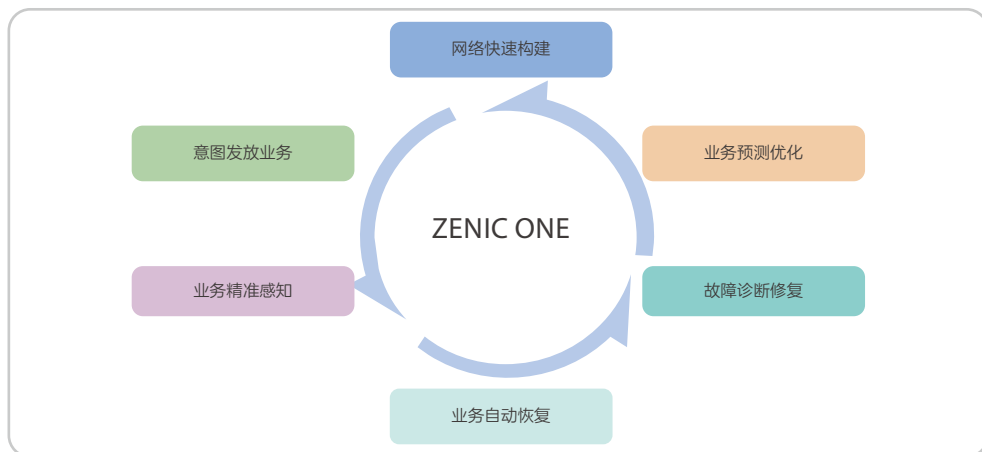 网络快速构建
意图发放业务
业务预测优化
ZENIC ONE
业务精准感知
故障诊断修复
业务自动恢复